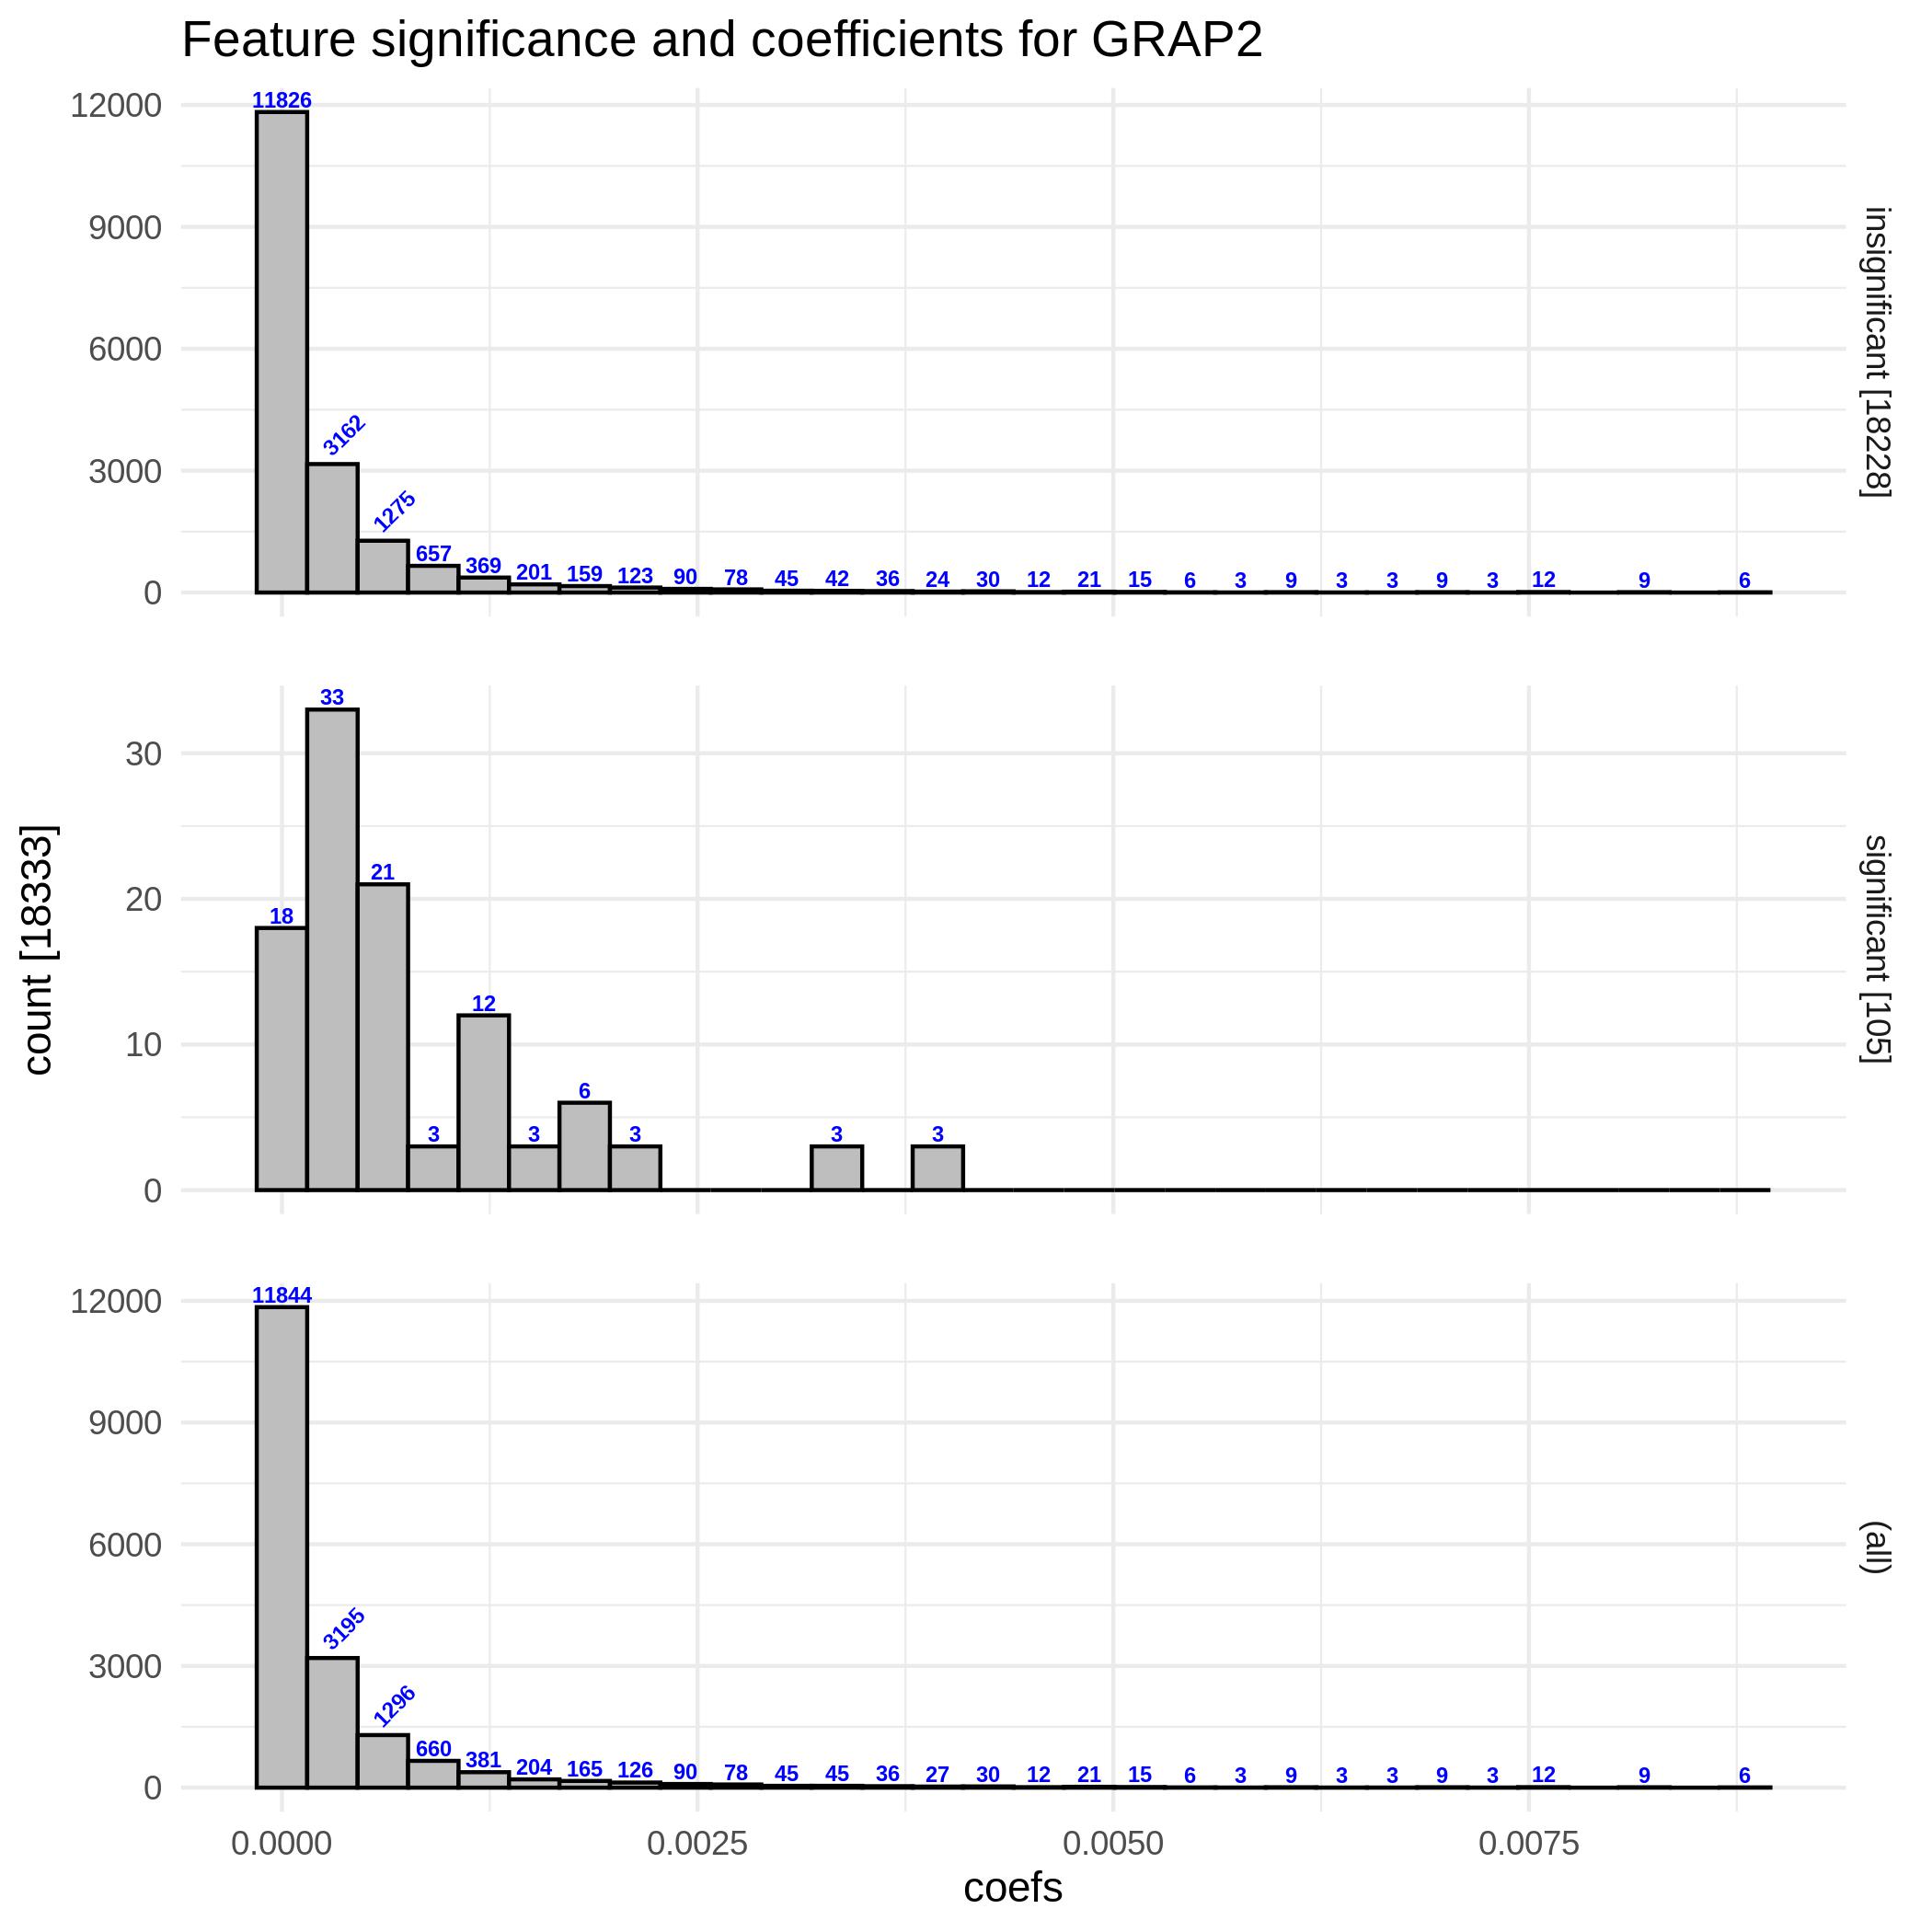 Feature significance and coefficients for GRAP2
12000
9000
6000
3000
0
11826
3162
1275
657 369 201 159 123 90 78 45 42 36 24 30 12 21 15 6 3 9 3 3 9 3 12 9 6
insignificant [18228]
count [18333]
30
20
10
0
18 33 21 3 12 3 6 3 3 3
significant [105]
12000
9000
6000
3000
0
11844
3195
1296
660 381 204 165 126 90 78 45 45 36 27 30 12 21 15 6 3 9 3 3 9 3 12 9 6
(all)
0.0000 0.0025 0.0050 0.0075
coefs